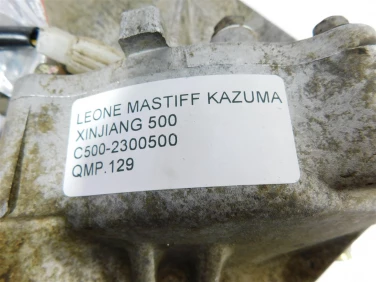 LEONE MASTIFF KAZUMA
XINJIANG 500
C500-2300500
QMP.129